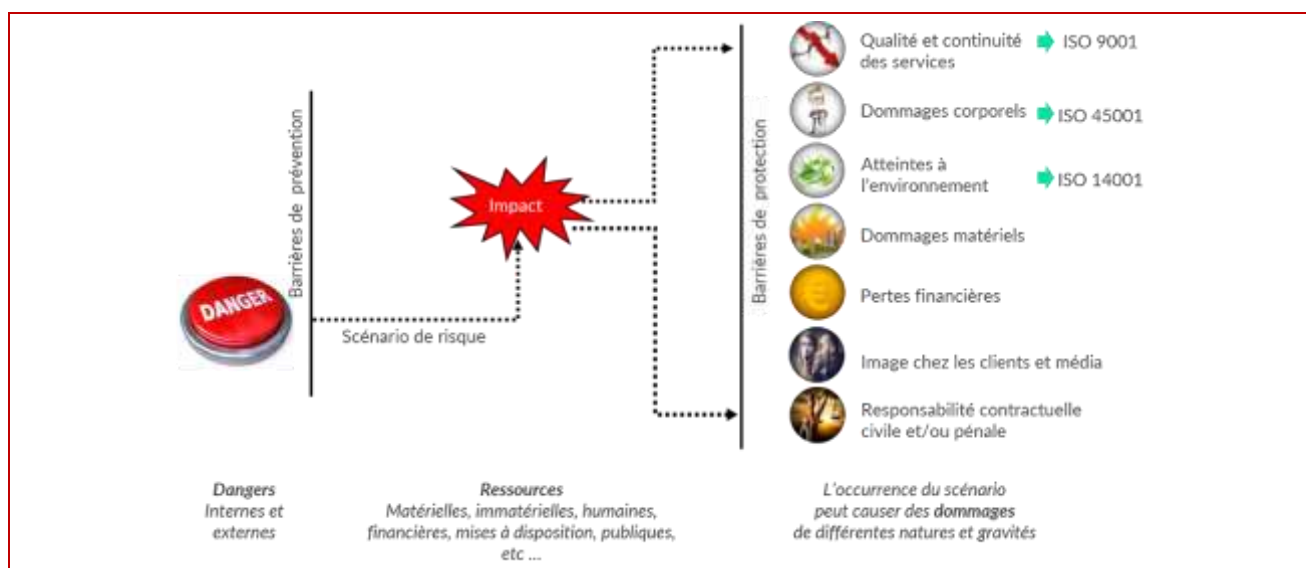 Qualité et continuité
des services
ISO 9001
Dommages corporels
ISO 45001
Atteintes à
l'environnement
ISO 14001
Dommages matériels
Pertes financières
Image chez les clients et média
Responsabilité contractuelle
civile et/ou pénale
Barrières de prévention
Barrières de protection
Impact
DANGER
Scénario de risque
Dangers
Internes et
externes
Ressources
Matérielles, immatérielles, humaines,
financières, mises à disposition, publiques,
etc ...
L'occurrence du scénario
peut causer des dommages
de différentes natures et gravités